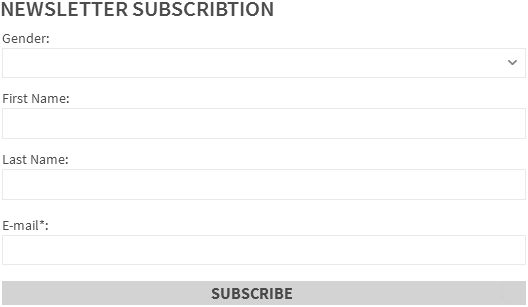 NEWSLETTER SUBSCRIBTION
Gender:
First Name:
Last Name:
E-mail*:
SUBSCRIBE